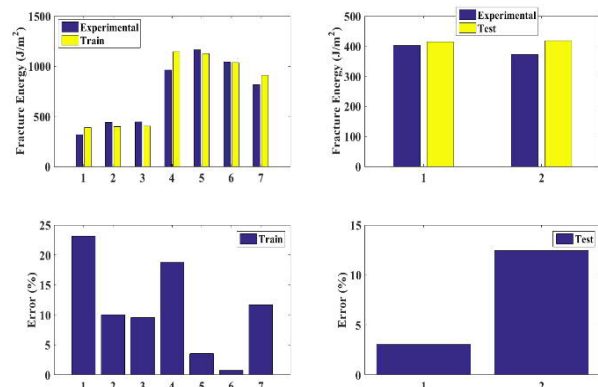 Fracture Energy (J/m²)
1500
1000
500
0
Experimental
Train
1 2 3 4 5 6 7
Fracture Energy (J/m²)
500
400
300
200
100
0
Experimental
Test
1 2
Error (%)
25
20
15
10
5
0
Train
1 2 3 4 5 6 7
Error (%)
15
10
5
0
Test
1 2